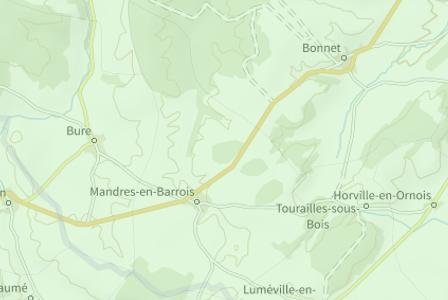 Bonnet
Bure
Mandres-en-Barrois
Horville-en-Ornois
Tourailles-sous-
Bois
Luméville-en-